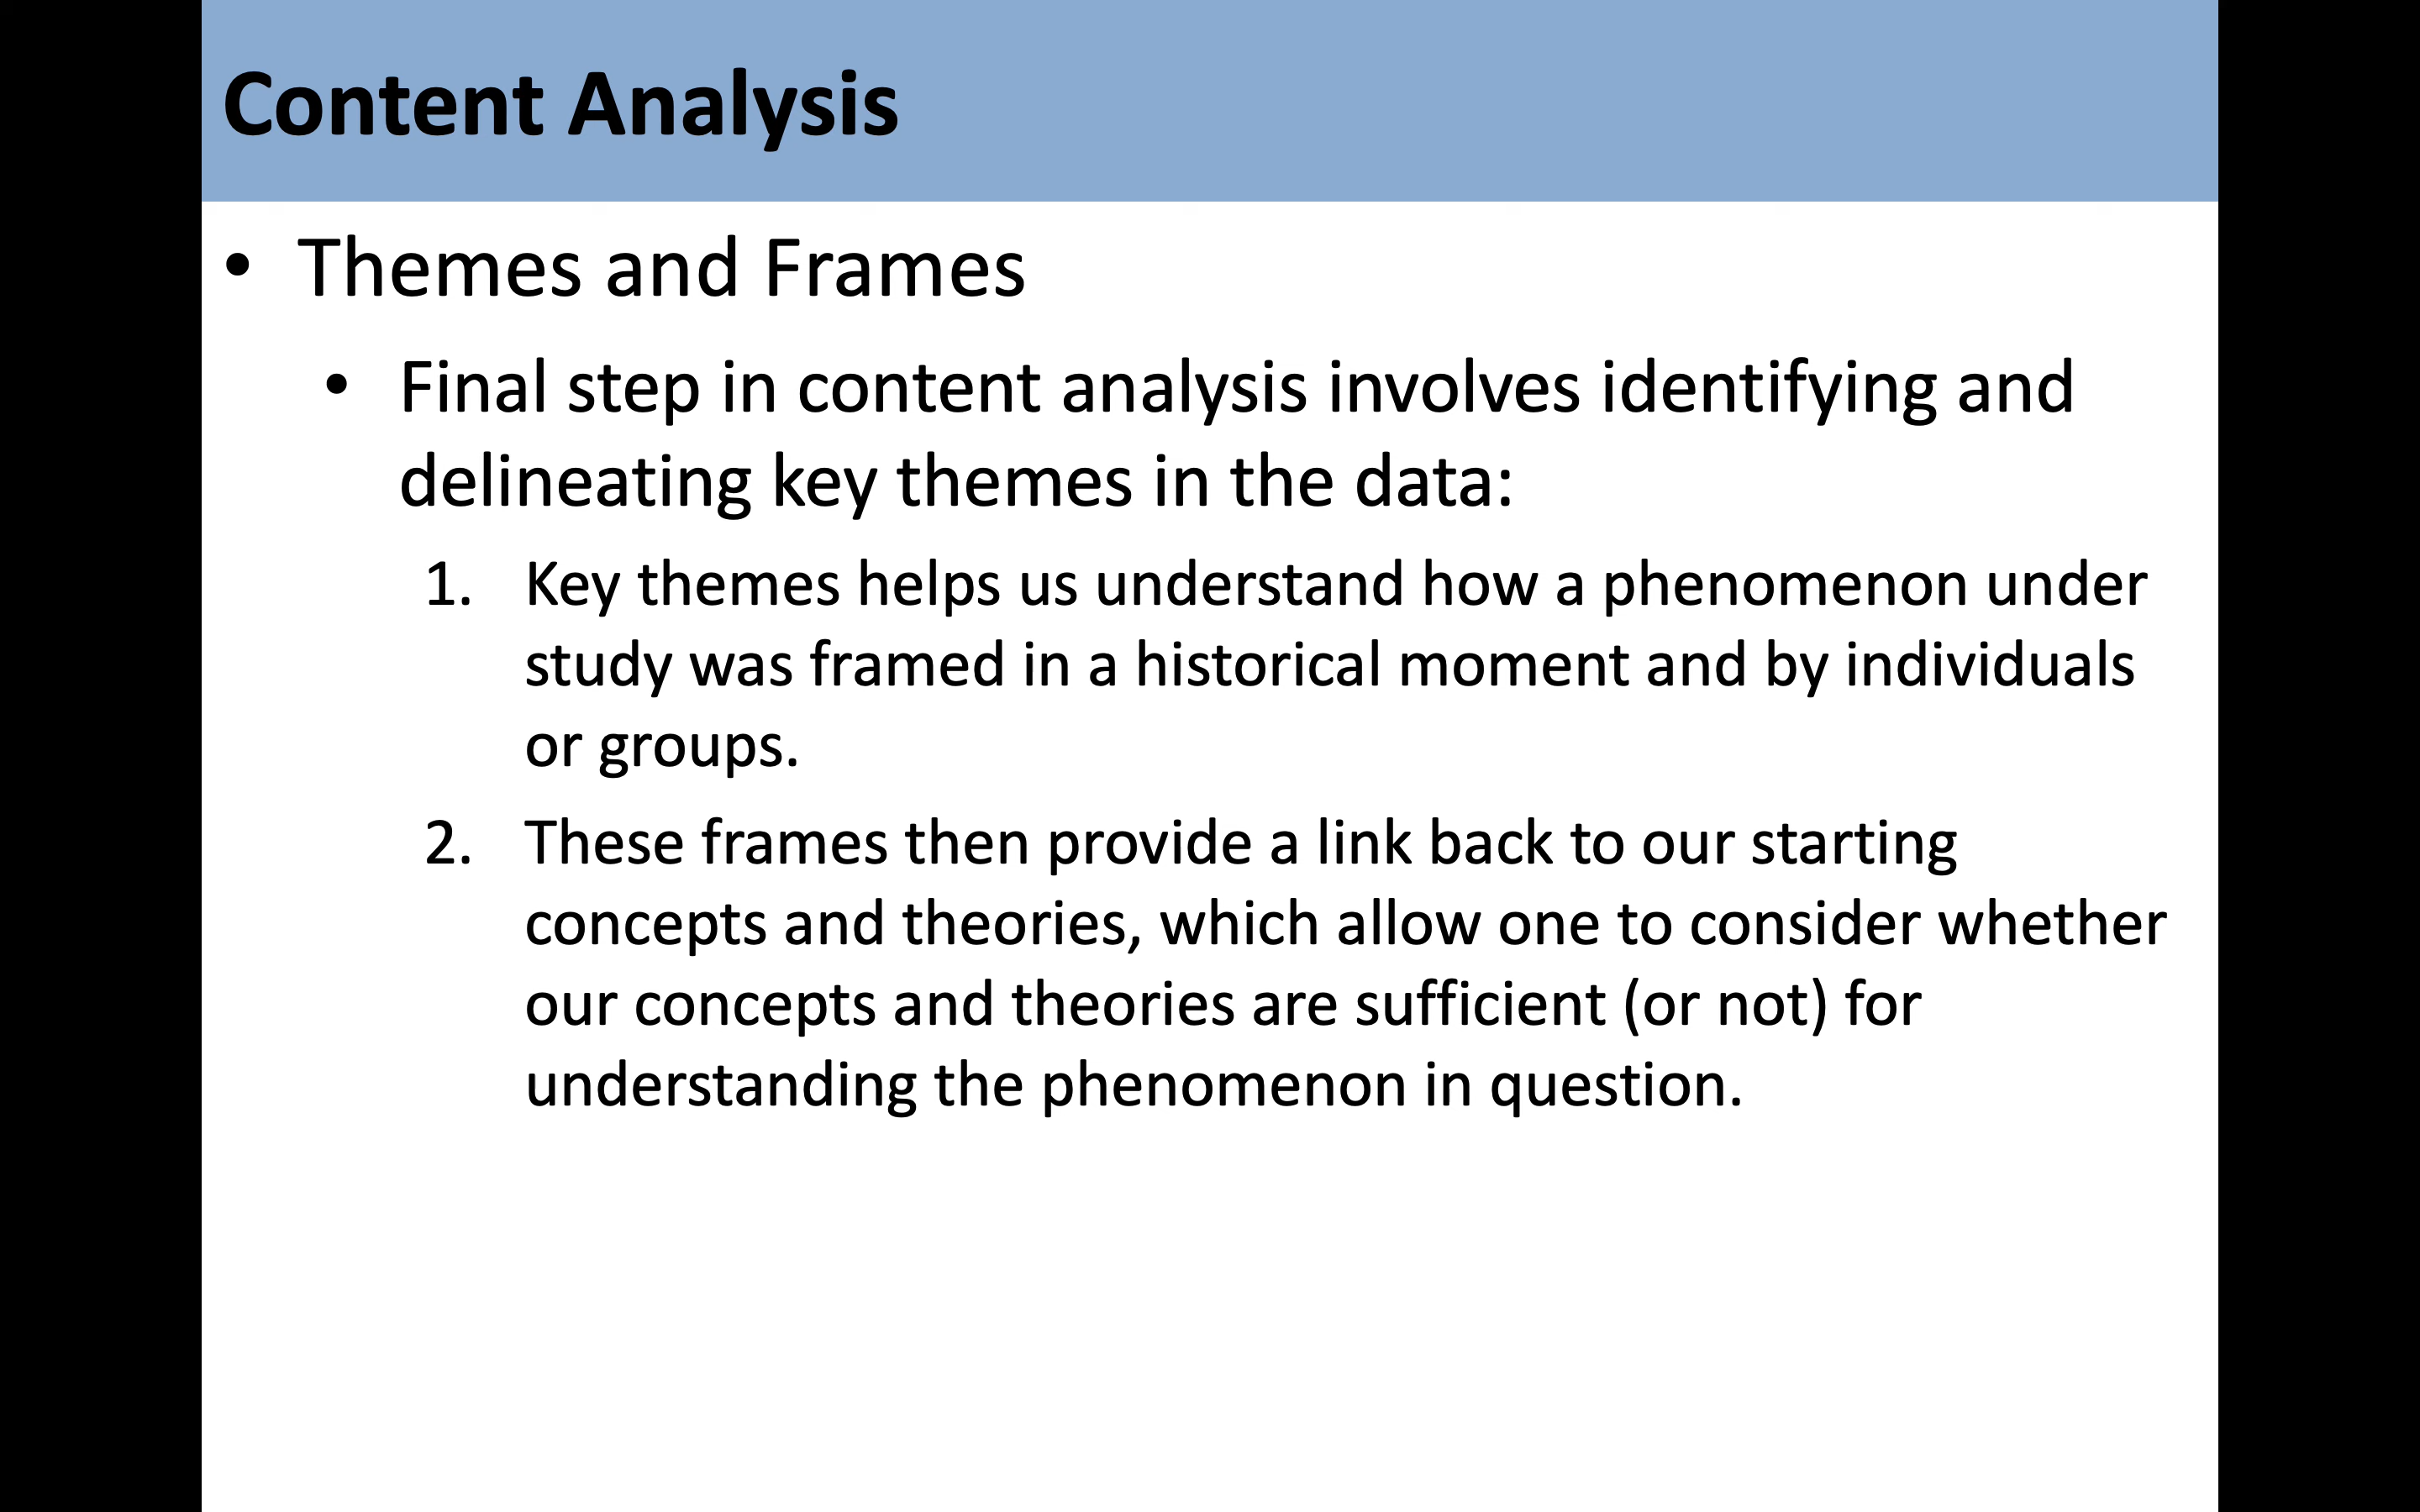 Content Analysis
• Themes and Frames
• Final step in content analysis involves identifying and
delineating key themes in the data:
1. Key themes helps us understand how a phenomenon under
study was framed in a historical moment and by individuals
or groups.
2. These frames then provide a link back to our starting
concepts and theories, which allow one to consider whether
our concepts and theories are sufficient (or not) for
understanding the phenomenon in question.